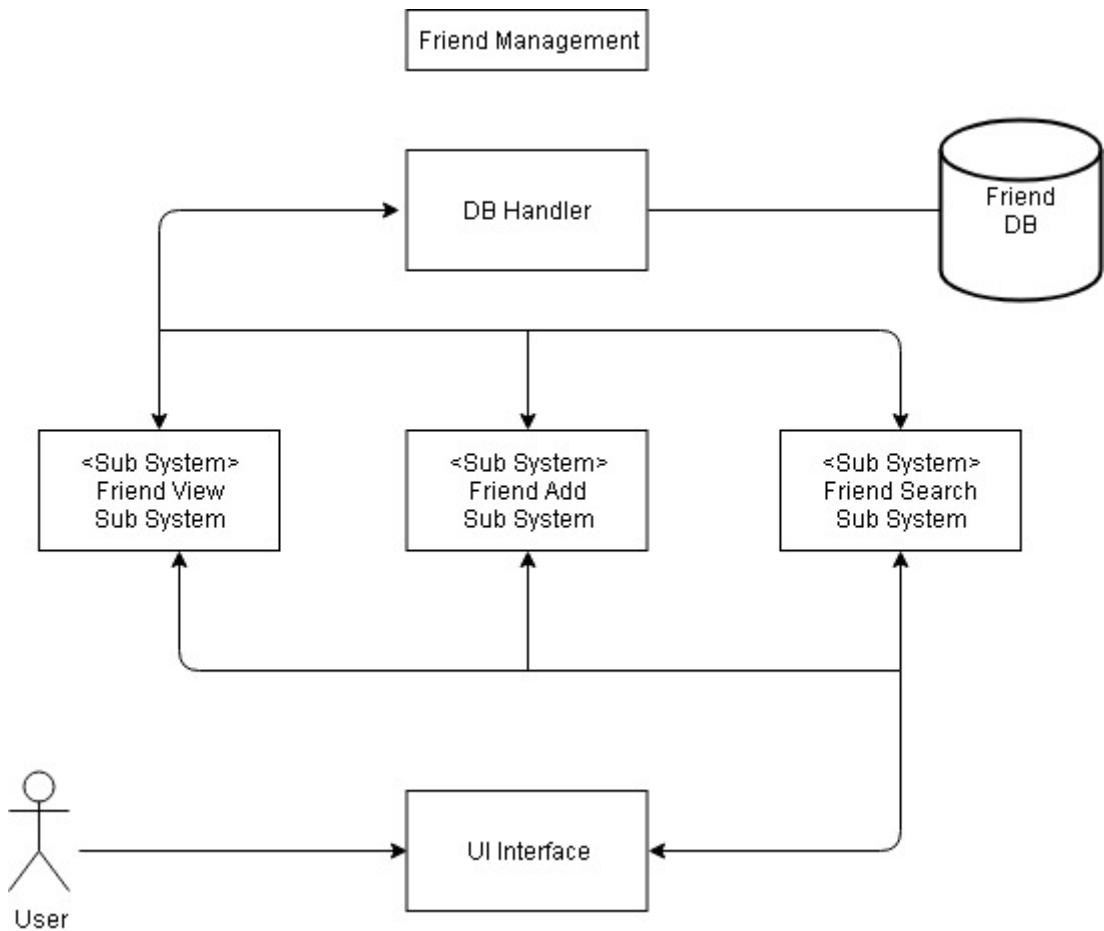 Friend Management
DB Handler
Friend
DB
<Sub System>
Friend View
Sub System
<Sub System>
Friend Add
Sub System
<Sub System>
Friend Search
Sub System
UI Interface
User